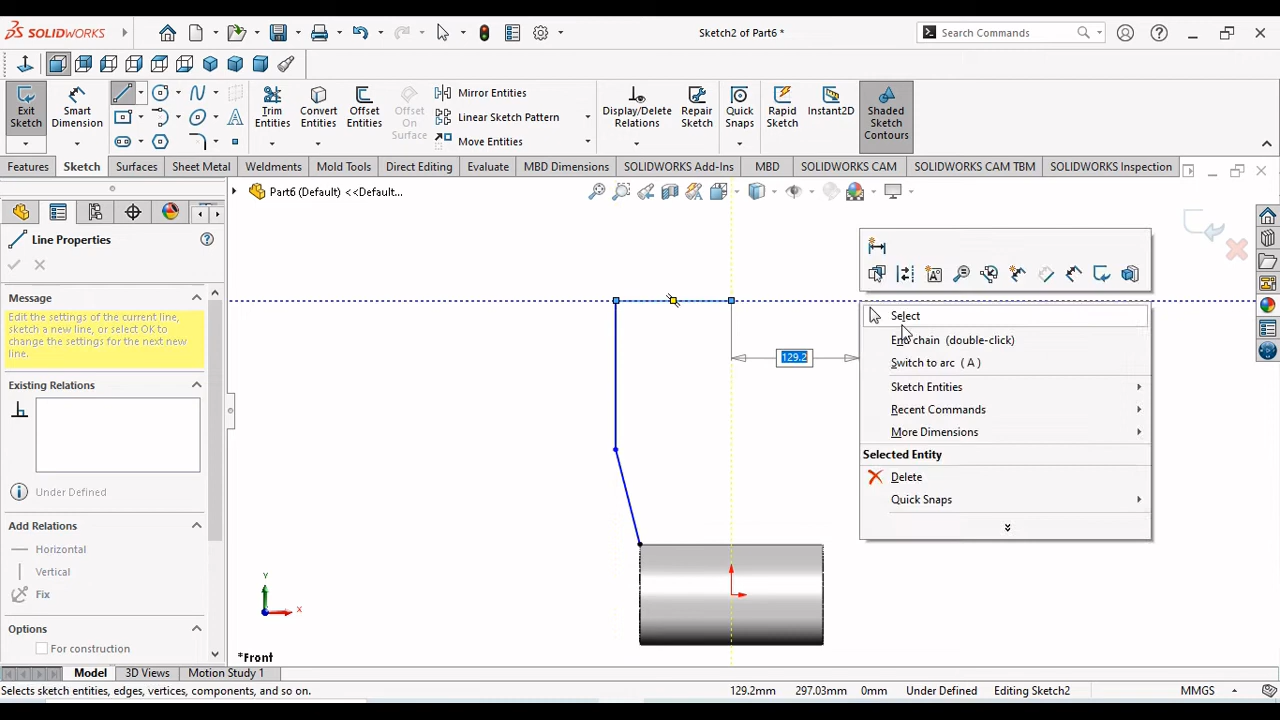 SOLIDWORKS
Sketch2 of Part6 *
Search Commands
Exit Sketch
Smart Dimension
Trim Entities
Convert Entities
Offset Entities
Offset On Surface
Mirror Entities
Linear Sketch Pattern
Move Entities
Display/Delete Relations
Repair Sketch
Quick Snaps
Rapid Sketch
Instant2D
Shaded Sketch Contours
Features
Sketch
Surfaces
Sheet Metal
Weldments
Mold Tools
Direct Editing
Evaluate
MBD Dimensions
SOLIDWORKS Add-Ins
MBD
SOLIDWORKS CAM
SOLIDWORKS CAM TBM
SOLIDWORKS Inspection
Part6 (Default) <<Default...
Line Properties
Message
Edit the settings of the current line, sketch a new line, or select OK to change the settings for the next new line.
Existing Relations
Under Defined
Add Relations
Horizontal
Vertical
Fix
Options
For construction
129.2
Select
End chain (double-click)
Switch to arc ( A )
Sketch Entities
Recent Commands
More Dimensions
Selected Entity
Delete
Quick Snaps
Y
X
*Front
Model
3D Views
Motion Study 1
Selects sketch entities, edges, vertices, components, and so on.
129.2mm
297.03mm
0mm
Under Defined
Editing Sketch2
MMGS